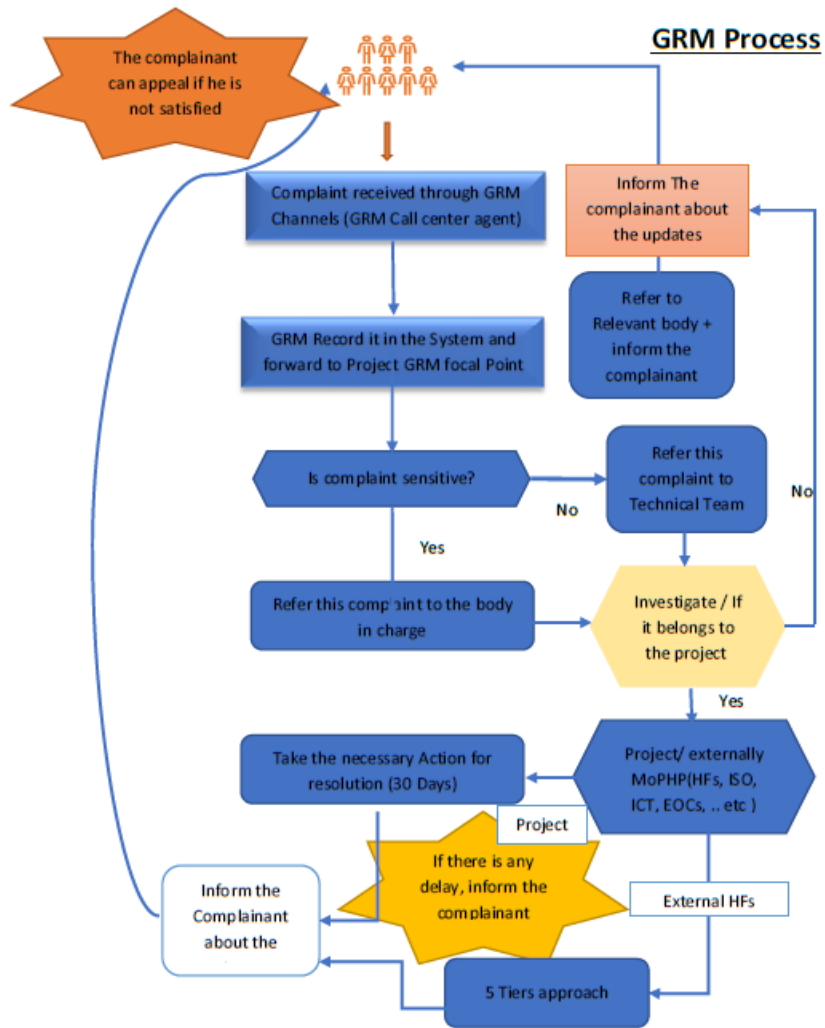 GRM Process
The complainant
can appeal if he is
not satisfied
Complaint received through GRM
Channels (GRM Call center agent)
Inform The
complainant about
the updates
Refer to
Relevant body +
inform the
complainant
GRM Record it in the System and
forward to Project GRM focal Point
Is complaint sensitive?
No
Refer this
complaint to
Technical Team
No
Yes
Refer this complaint to the body
in charge
Investigate / If
it belongs to
the project
Yes
Project/ externally
MoPHP(HFs, ISO,
ICT, EOCs, .. etc )
Take the necessary Action for
resolution (30 Days)
Project
If there is any
delay, inform the
complainant
External HFs
Inform the
Complainant
about the
5 Tiers approach